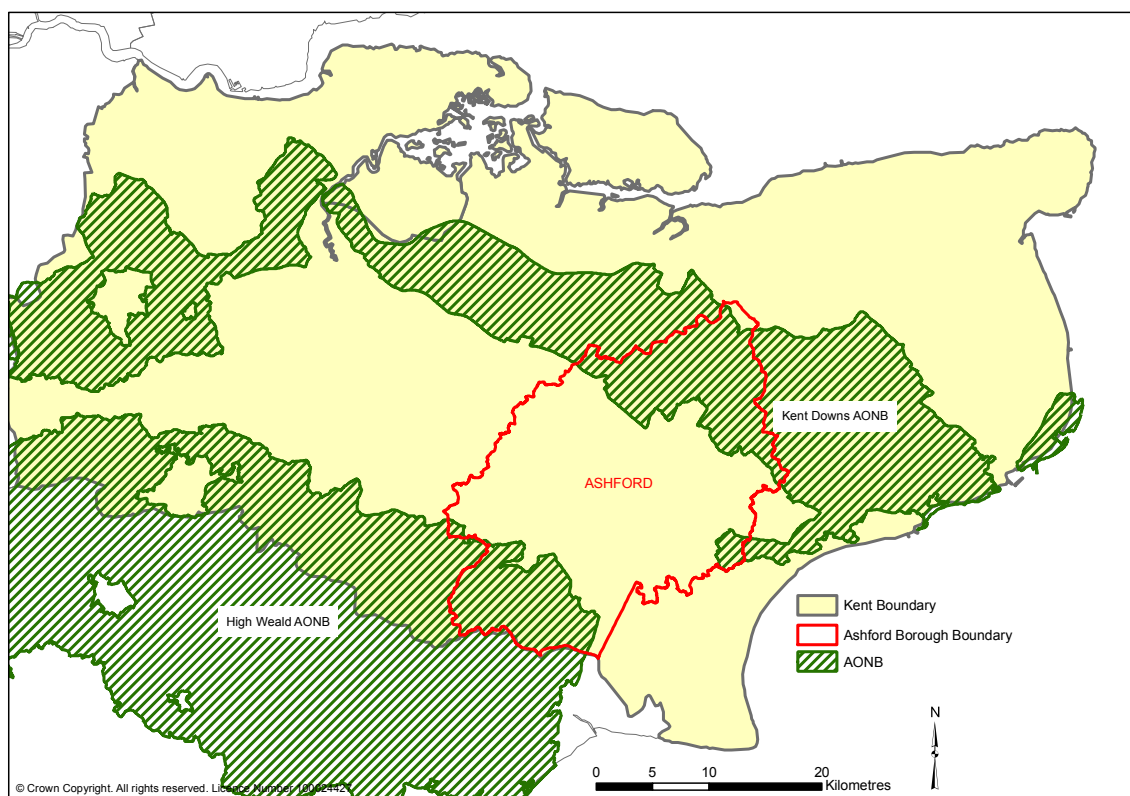 Kent Downs AONB
ASHFORD
High Weald AONB
Kent Boundary
Ashford Borough Boundary
AONB
N
0 5 10 20
Kilometres
© Crown Copyright. All rights reserved. Licence Number 100024427